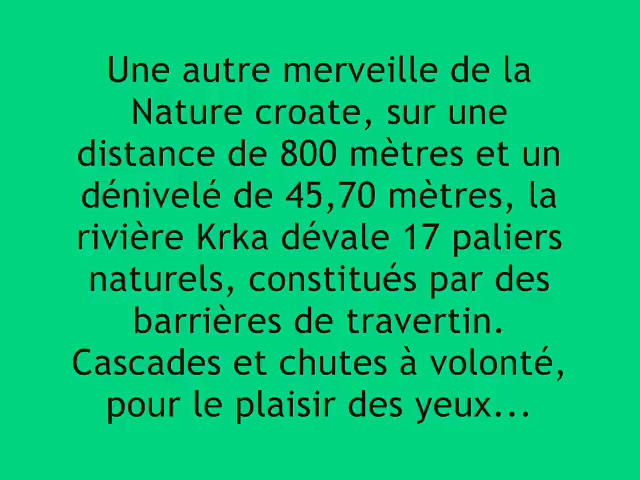 Une autre merveille de la
Nature croate, sur une
distance de 800 mètres et un
dénivelé de 45,70 mètres, la
rivière Krka dévale 17 paliers
naturels, constitués par des
barrières de travertin.
Cascades et chutes à volonté,
pour le plaisir des yeux...